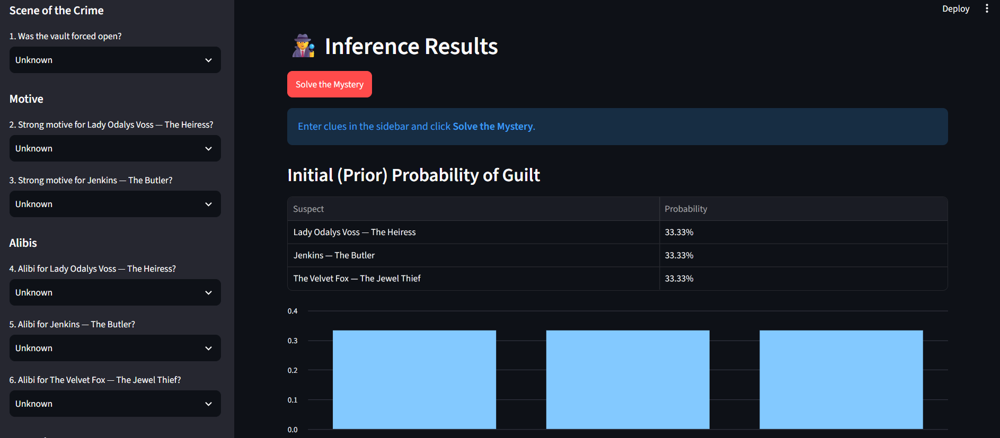 Scene of the Crime
1. Was the vault forced open?
Unknown
Motive
2. Strong motive for Lady Odalys Voss — The Heiress?
Unknown
3. Strong motive for Jenkins — The Butler?
Unknown
Alibis
4. Alibi for Lady Odalys Voss — The Heiress?
Unknown
5. Alibi for Jenkins — The Butler?
Unknown
6. Alibi for The Velvet Fox — The Jewel Thief?
Unknown
Deploy
Inference Results
Solve the Mystery
Enter clues in the sidebar and click Solve the Mystery.
Initial (Prior) Probability of Guilt
Suspect Probability
Lady Odalys Voss — The Heiress 33.33%
Jenkins — The Butler 33.33%
The Velvet Fox — The Jewel Thief 33.33%
0.4
0.3
0.2
0.1
0.0